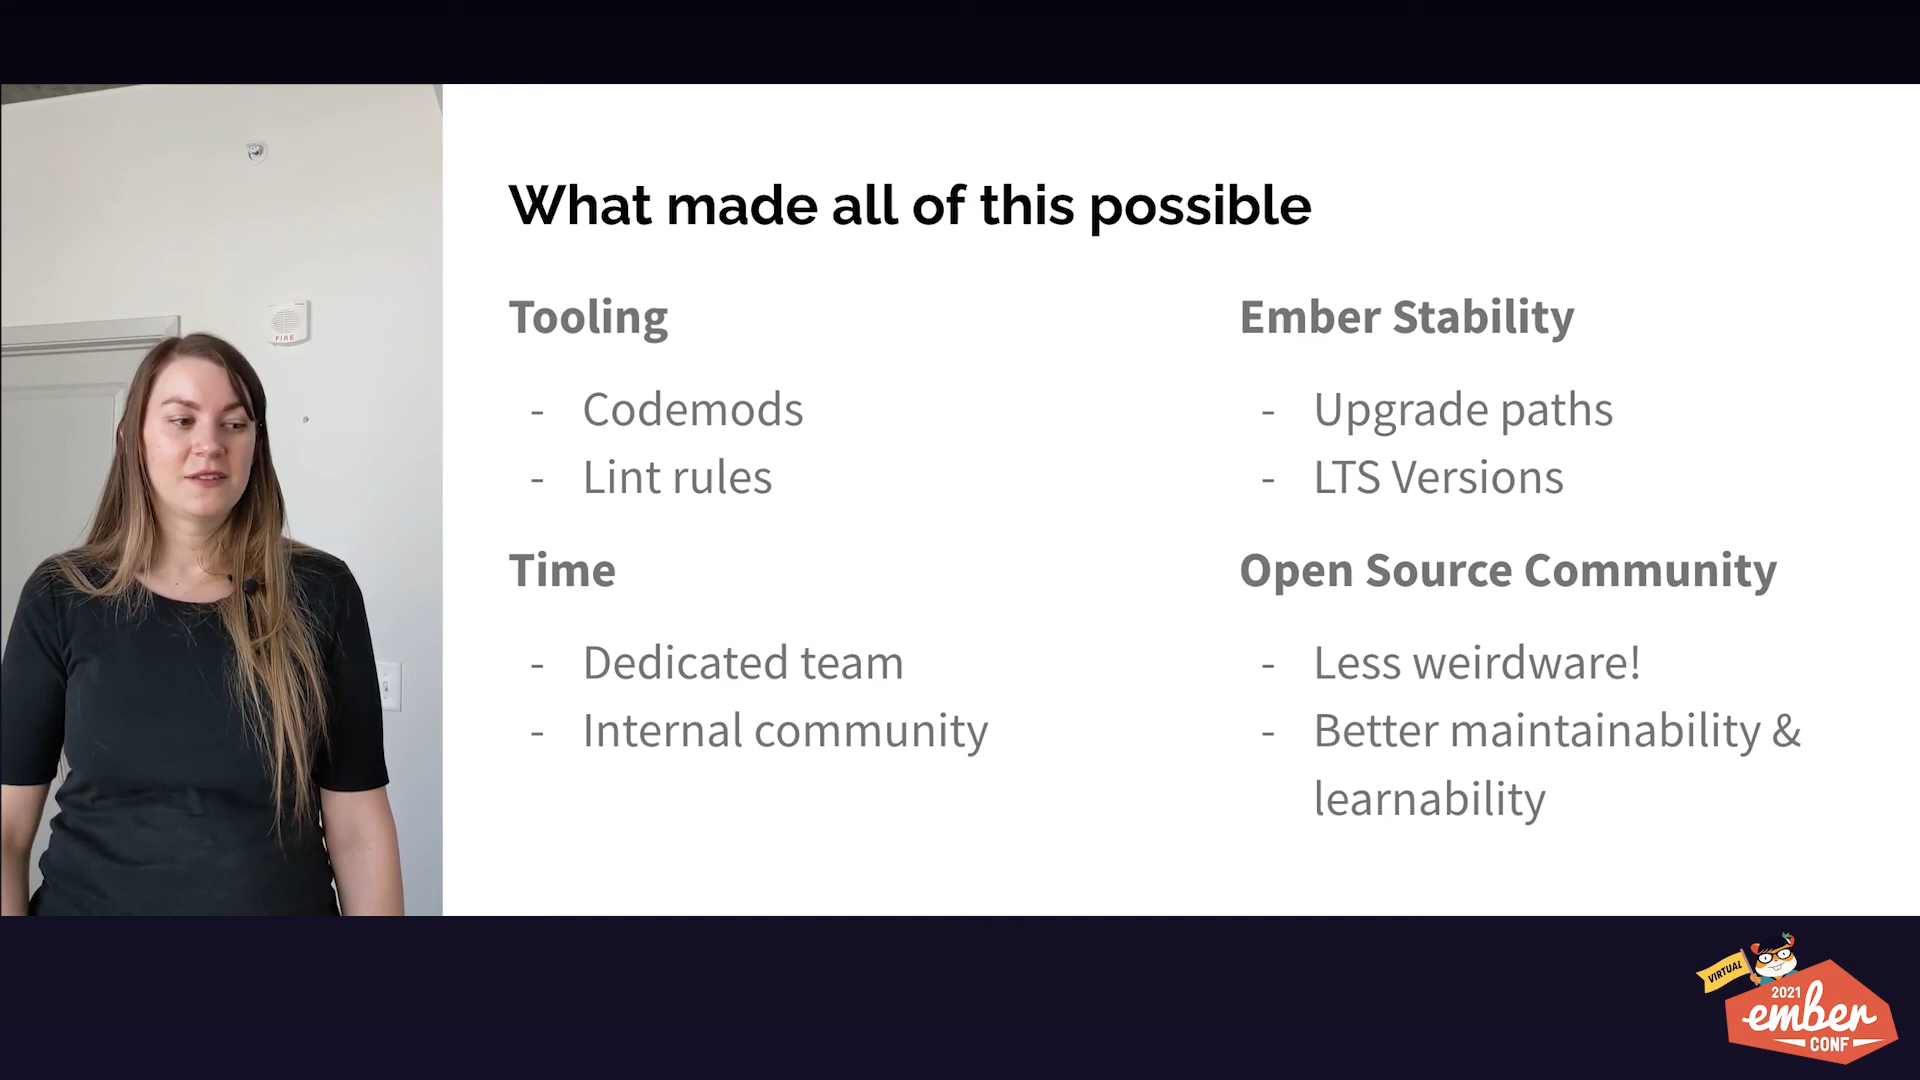 What made all of this possible
Tooling
- Codemods
- Lint rules
Time
- Dedicated team
- Internal community
Ember Stability
- Upgrade paths
- LTS Versions
Open Source Community
- Less weirdware!
- Better maintainability &
learnability
FIRE
VIRTUAL
2021
ember
CONF